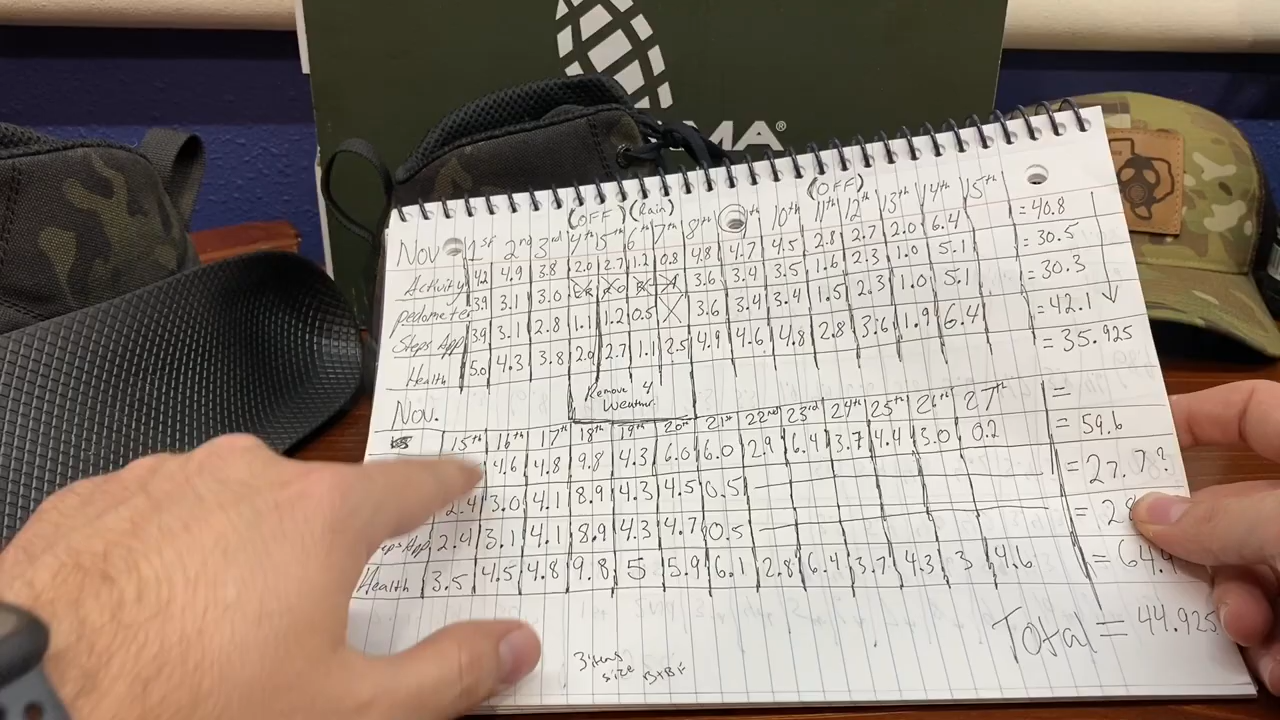 MA®
(OFF)
(OFF) (Rain)
Nov 1st 2nd 3rd 4th 5th 6th 7th 8th th 10th 11th 12th 13th 14th 15th
Activity 4.2 4.9 3.8 2.0 2.7 1.2 0.8 4.8 4.7 4.5 2.8 2.7 2.0 6.4 = 40.8
Pedometer 3.9 3.1 3.0 3.6 3.4 3.5 1.6 2.3 1.0 5.1 = 30.5
Steps App 3.9 3.1 2.8 1.1 1.2 0.5 X 3.6 3.4 3.4 1.5 2.3 1.0 5.1 = 30.3
Health 5.0 4.3 3.8 2.0 2.7 1.1 2.5 4.9 4.6 4.8 2.8 3.6 1.9 6.4 = 42.1 ✓
= 35.925
Remove 4
Weather
Nov. =
15th 16th 17th 18th 19th 20th 21st 22nd 23rd 24th 25th 26th 27th
4.6 4.8 9.8 4.3 6.0 6.0 2.9 6.4 3.7 4.4 3.0 0.2 = 59.6
2.4 3.0 4.1 8.9 4.3 4.5 0.5 = 27.7?
eps App 2.4 3.1 4.1 8.9 4.3 4.7 0.5 = 28
Health 3.5 4.5 4.8 9.8 5 5.9 6.1 2.8 6.4 3.7 4.3 3 4.6 = 64.4
Total = 44.925
size